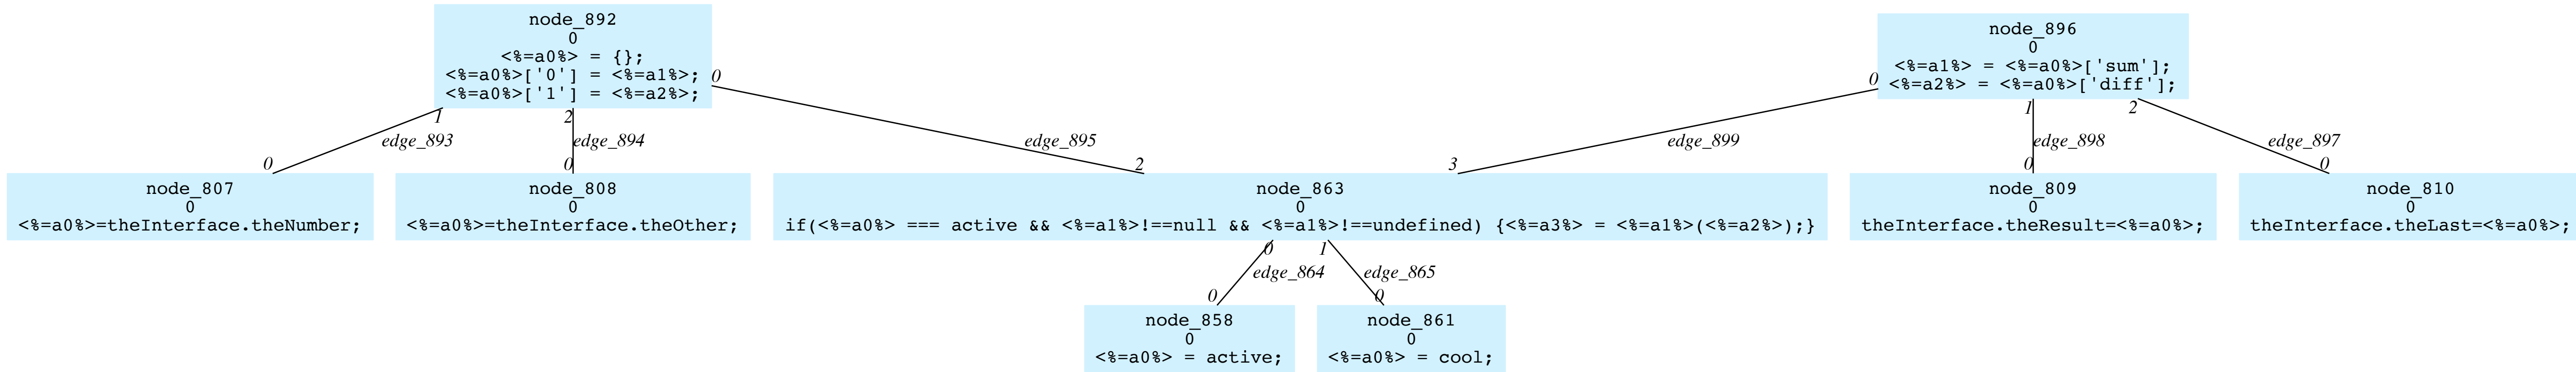 node_892
0
<%=a0%> = {};
<%=a0%>['0'] = <%=a1%>;
<%=a0%>['1'] = <%=a2%>;
0
1
2
node_896
0
<%=a1%> = <%=a0%>['sum'];
<%=a2%> = <%=a0%>['diff'];
0
1
2
edge_893
edge_894
edge_895
edge_899
edge_898
edge_897
0
0
2
3
0
0
node_807
0
<%=a0%>=theInterface.theNumber;
node_808
0
<%=a0%>=theInterface.theOther;
node_863
0
if(<%=a0%> === active && <%=a1%>!==null && <%=a1%>!==undefined) {<%=a3%> = <%=a1%>(<%=a2%>);}
node_809
0
theInterface.theResult=<%=a0%>;
node_810
0
theInterface.theLast=<%=a0%>;
0
1
edge_864
edge_865
0
0
node_858
0
<%=a0%> = active;
node_861
0
<%=a0%> = cool;